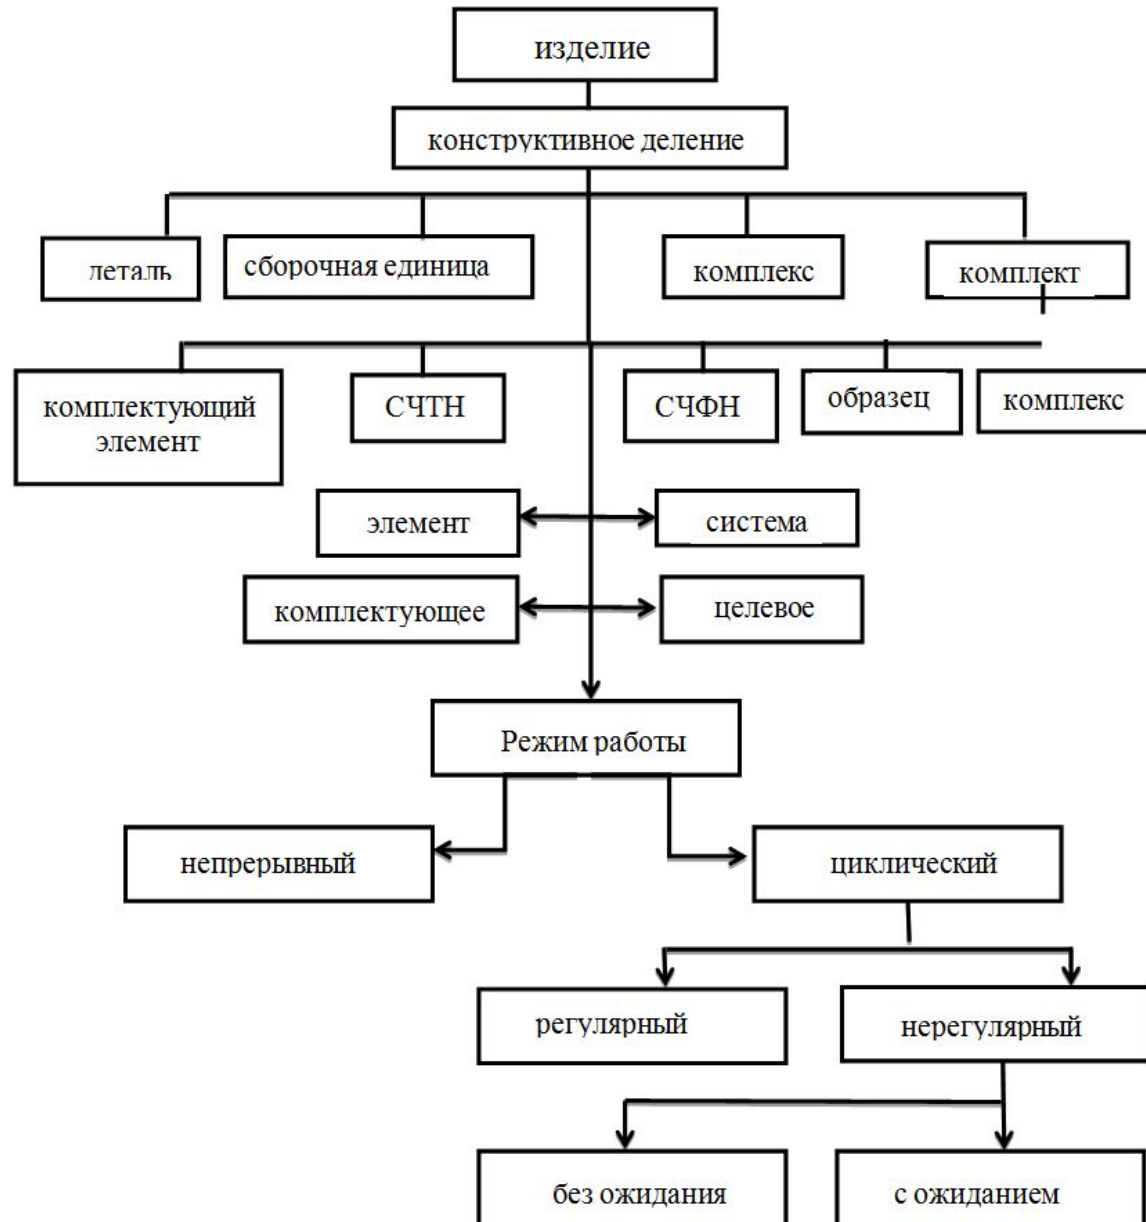 изделие
конструктивное деление
деталь
сборочная единица
комплекс
комплект
комплектующий
элемент
СЧТН
СЧФН
образец
комплекс
элемент
система
комплектующее
целевое
Режим работы
непрерывный
циклический
регулярный
нерегулярный
без ожидания
с ожиданием